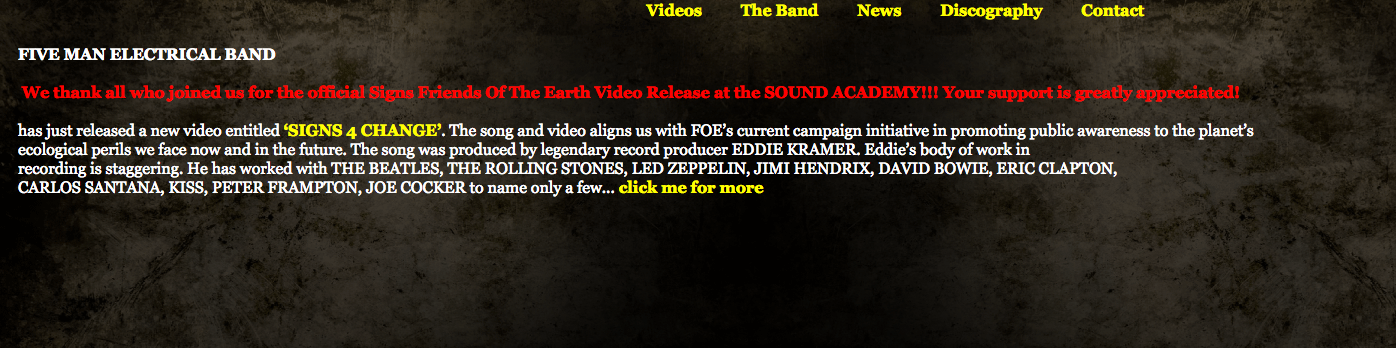 Videos The Band News Discography Contact
FIVE MAN ELECTRICAL BAND
We thank all who joined us for the official Signs Friends Of The Earth Video Release at the SOUND ACADEMY!!! Your support is greatly appreciated!
has just released a new video entitled ‘SIGNS 4 CHANGE’. The song and video aligns us with FOE’s current campaign initiative in promoting public awareness to the planet’s
ecological perils we face now and in the future. The song was produced by legendary record producer EDDIE KRAMER. Eddie’s body of work in
recording is staggering. He has worked with THE BEATLES, THE ROLLING STONES, LED ZEPPELIN, JIMI HENDRIX, DAVID BOWIE, ERIC CLAPTON,
CARLOS SANTANA, KISS, PETER FRAMPTON, JOE COCKER to name only a few... click me for more